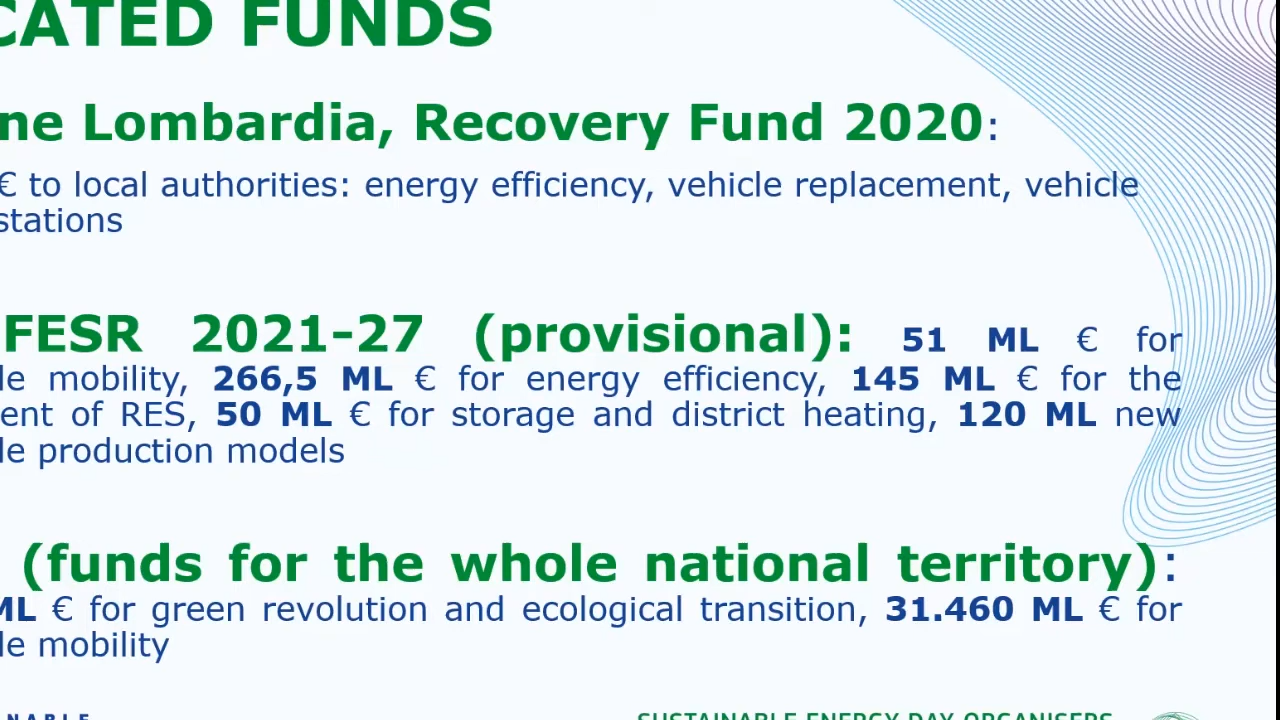 CATED FUNDS
ne Lombardia, Recovery Fund 2020:
€ to local authorities: energy efficiency, vehicle replacement, vehicle
stations
FESR 2021-27 (provisional): 51 ML € for
le mobility, 266,5 ML € for energy efficiency, 145 ML € for the
ent of RES, 50 ML € for storage and district heating, 120 ML new
le production models
(funds for the whole national territory):
ML € for green revolution and ecological transition, 31.460 ML € for
le mobility
NABLE
SUSTAINABLE ENERGY DAY ORGANISERS